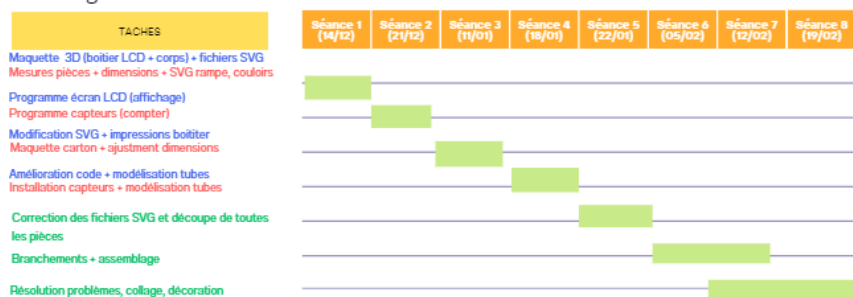 TACHES
Séance 1
(14/12)
Séance 2
(21/12)
Séance 3
(11/01)
Séance 4
(18/01)
Séance 5
(22/01)
Séance 6
(05/02)
Séance 7
(12/02)
Séance 8
(19/02)
Maquette 3D (boitier LCD + corps) + fichiers SVG
Mesures pièces + dimensions + SVG rampe, couloirs
Programme écran LCD (affichage)
Programme capteurs (compter)
Modification SVG + impressions boititer
Maquette carton + ajustment dimensions
Amélioration code + modélisation tubes
Installation capteurs + modélisation tubes
Correction des fichiers SVG et découpe de toutes
les pièces
Branchements + assemblage
Résolution problèmes, collage, décoration